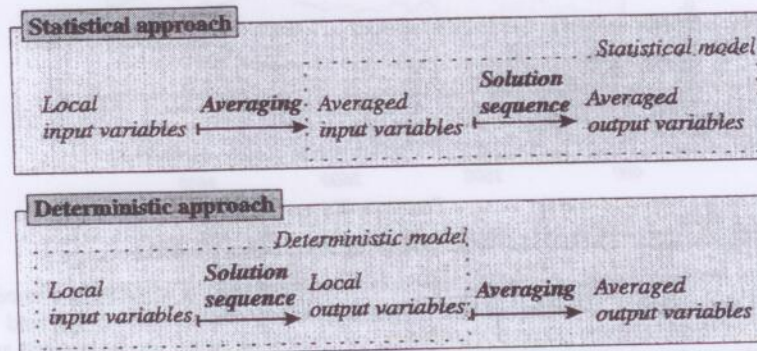 Statistical approach
Statistical model
Local
input variables
Averaging
Averaged
input variables
Solution
sequence
Averaged
output variables
Deterministic approach
Deterministic model
Local
input variables
Solution
sequence
Local
output variables
Averaging
Averaged
output variables